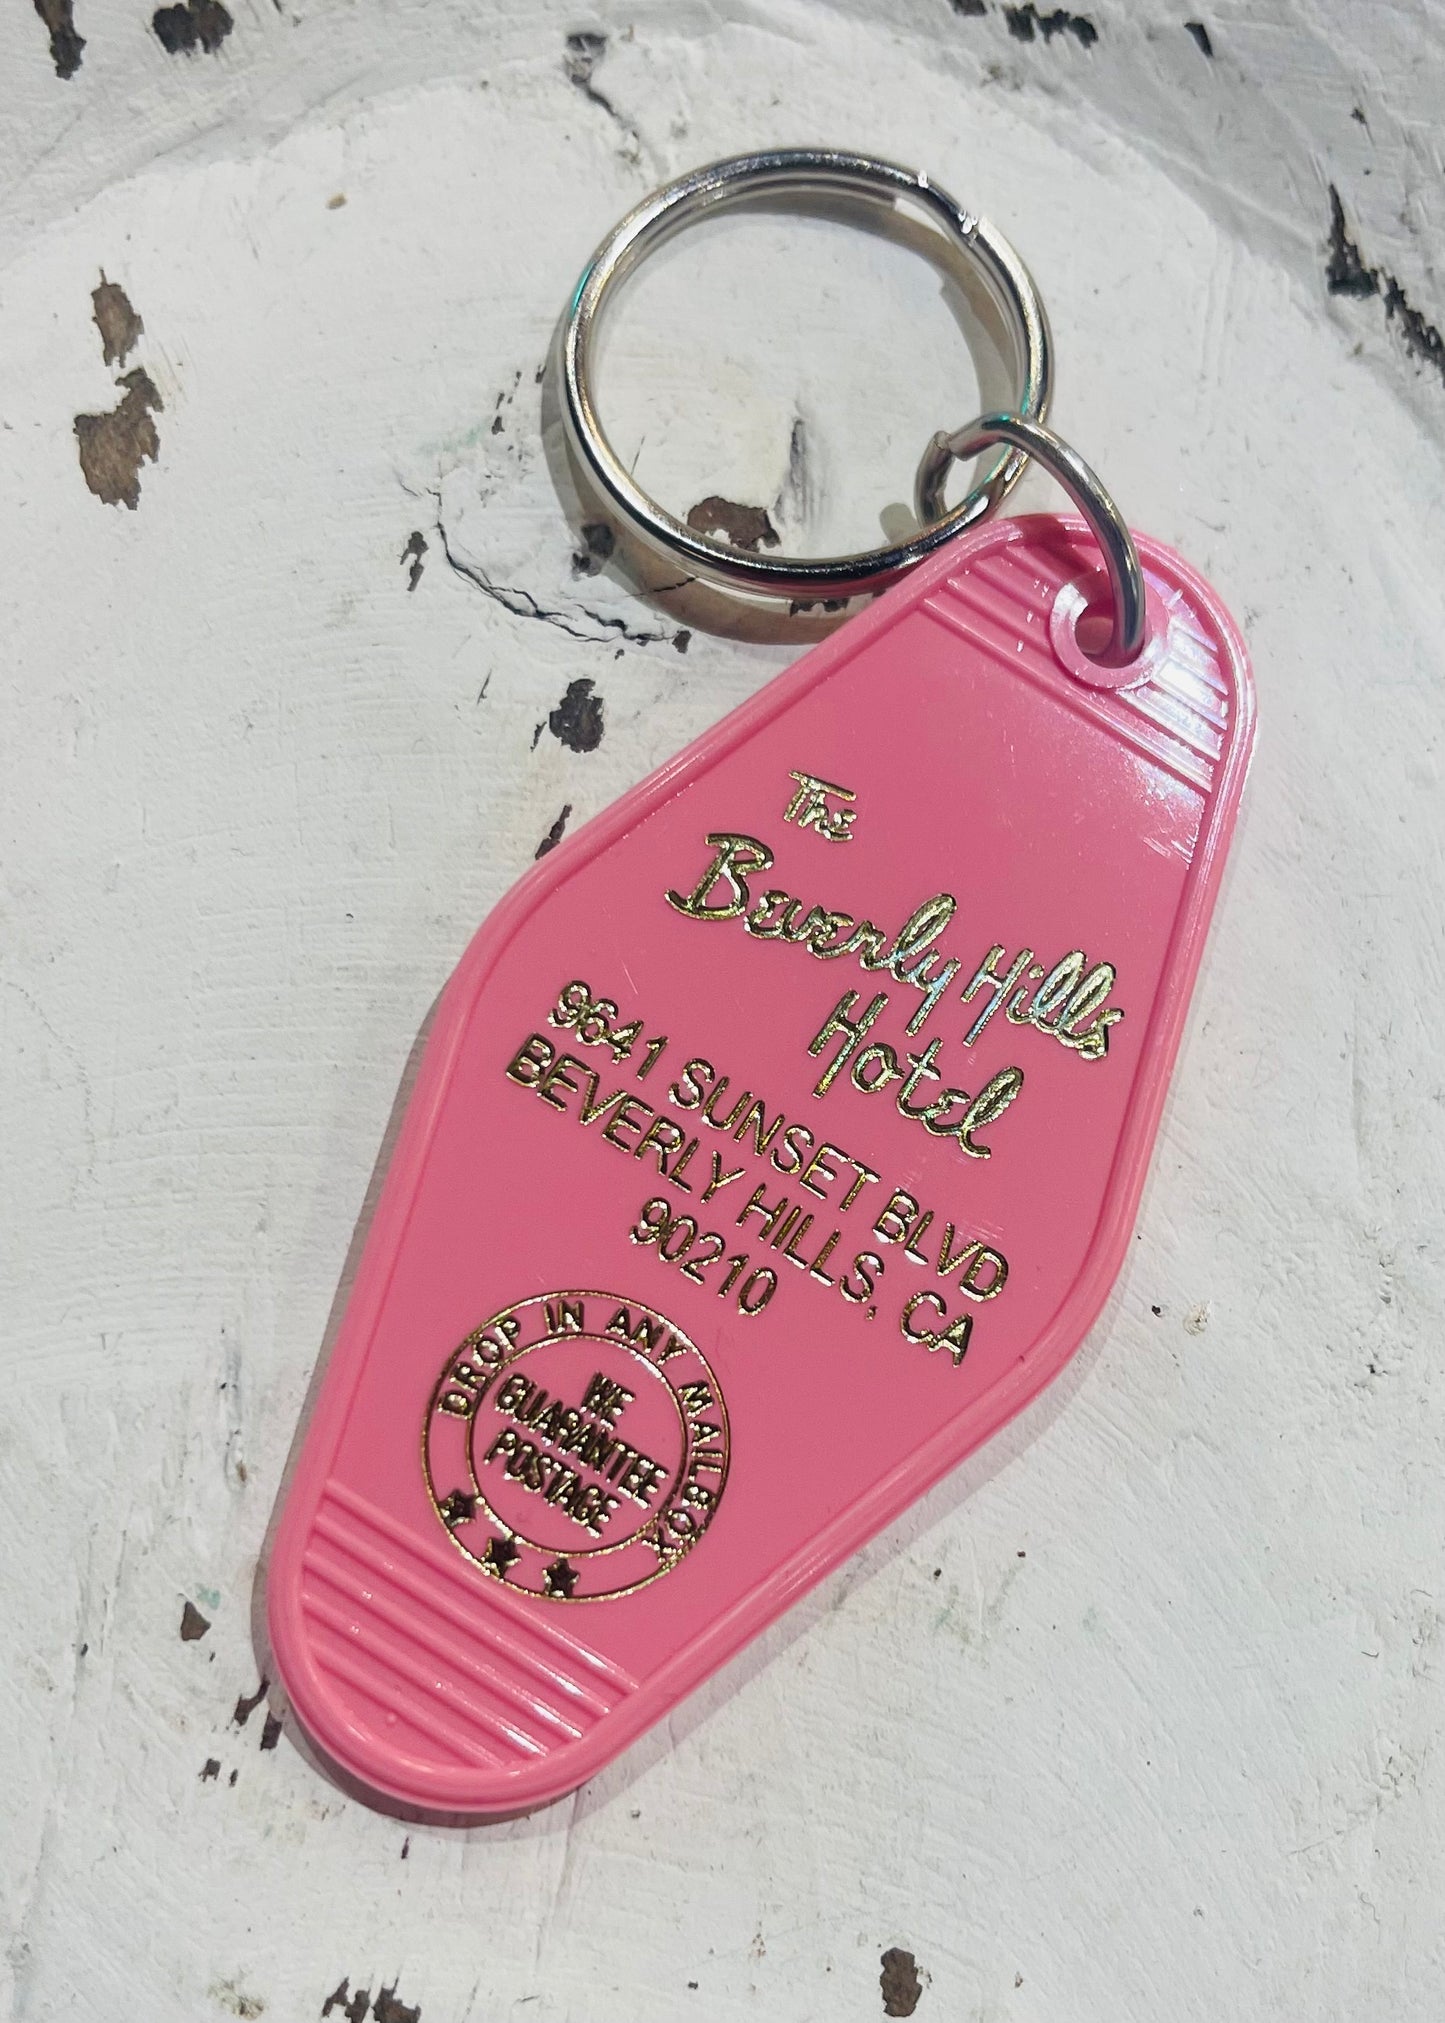 The
Beverly Hills
Hotel
9641 SUNSET BLVD
BEVERLY HILLS, CA
90210
DROP IN ANY MAILBOX
WE
GUARANTEE
POSTAGE